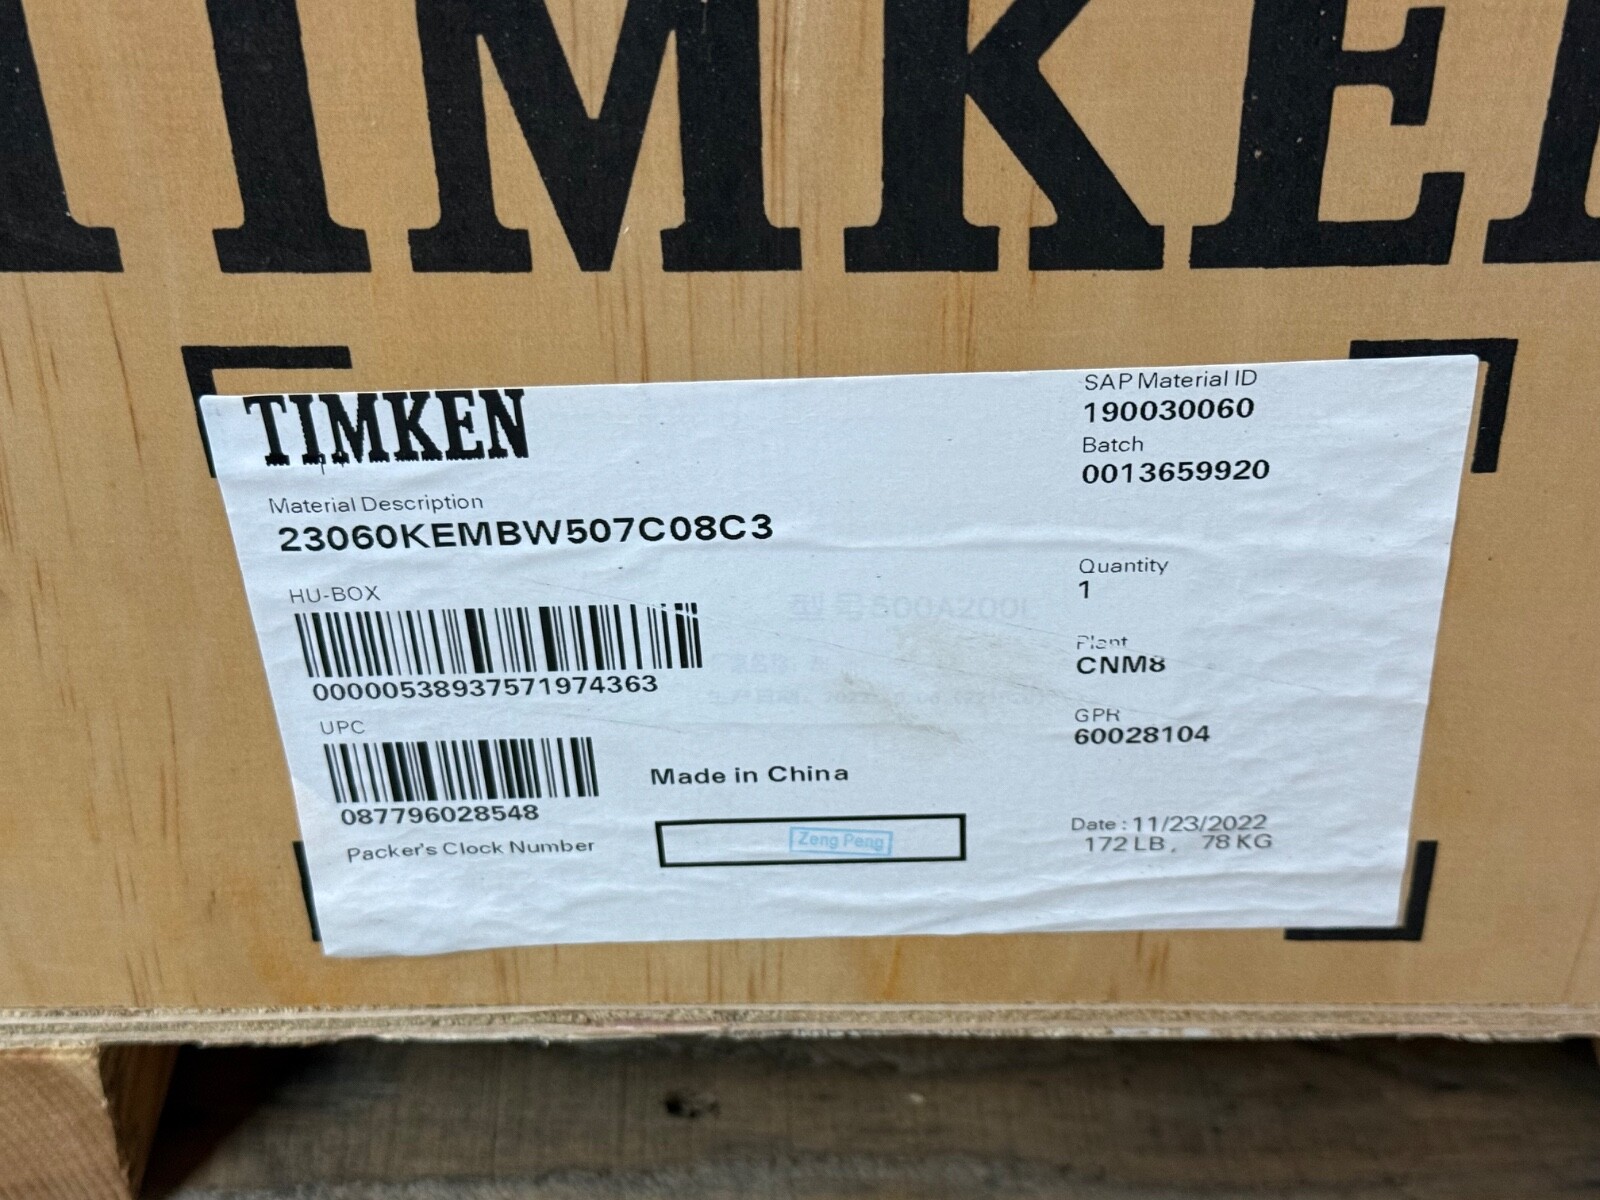 TIMKEN
TIMKEN
Material Description
23060KEMBW507C08C3
HU-BOX
00000538937571974363
UPC
087796028548
Packer's Clock Number
Made in China
Zeng Peng
SAP Material ID
190030060
Batch
0013659920
Quantity
1
Plant
CNM8
GPR
60028104
Date : 11/23/2022
172 LB , 78 KG